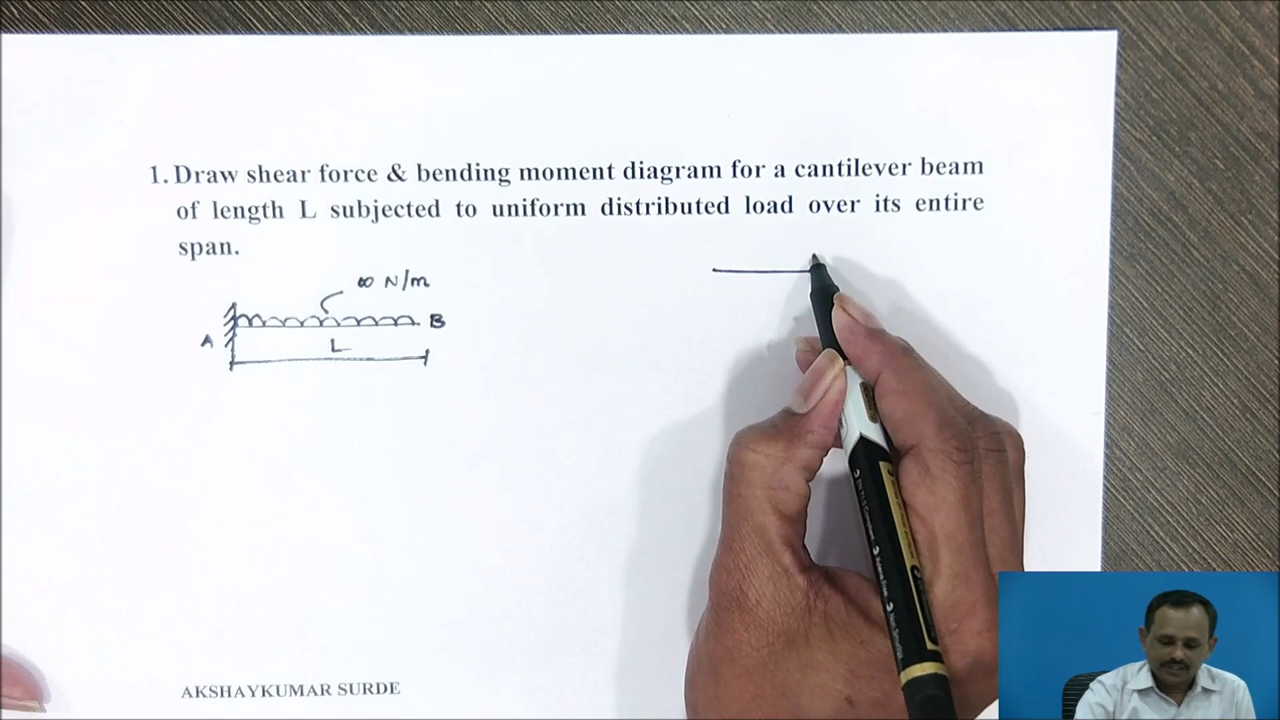 1. Draw shear force & bending moment diagram for a cantilever beam
of length L subjected to uniform distributed load over its entire
span.
ω N/m
A
B
L
AKSHAYKUMAR SURDE